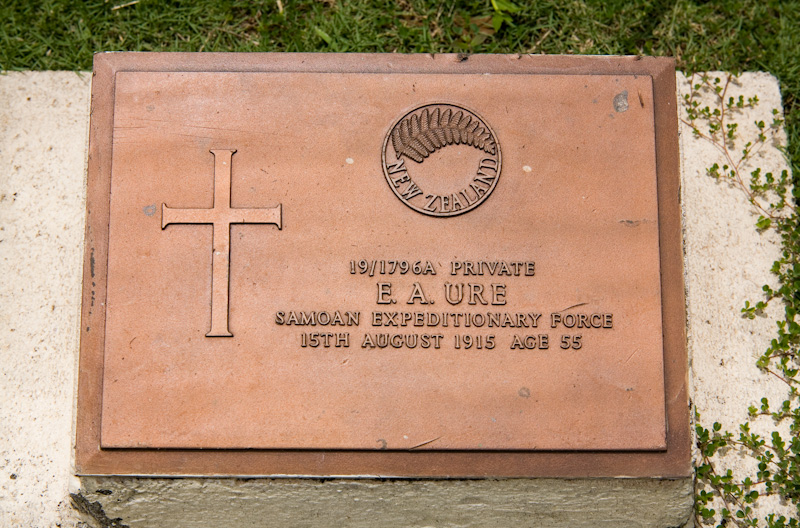 NEW ZEALAND
19/1796A PRIVATE
E. A. URE
SAMOAN EXPEDITIONARY FORCE
15TH AUGUST 1915 AGE 55